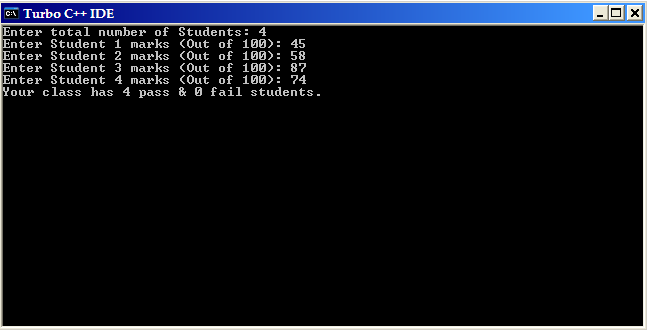 Turbo C++ IDE
Enter total number of Students: 4
Enter Student 1 marks (Out of 100): 45
Enter Student 2 marks (Out of 100): 58
Enter Student 3 marks (Out of 100): 87
Enter Student 4 marks (Out of 100): 74
Your class has 4 pass & 0 fail students.